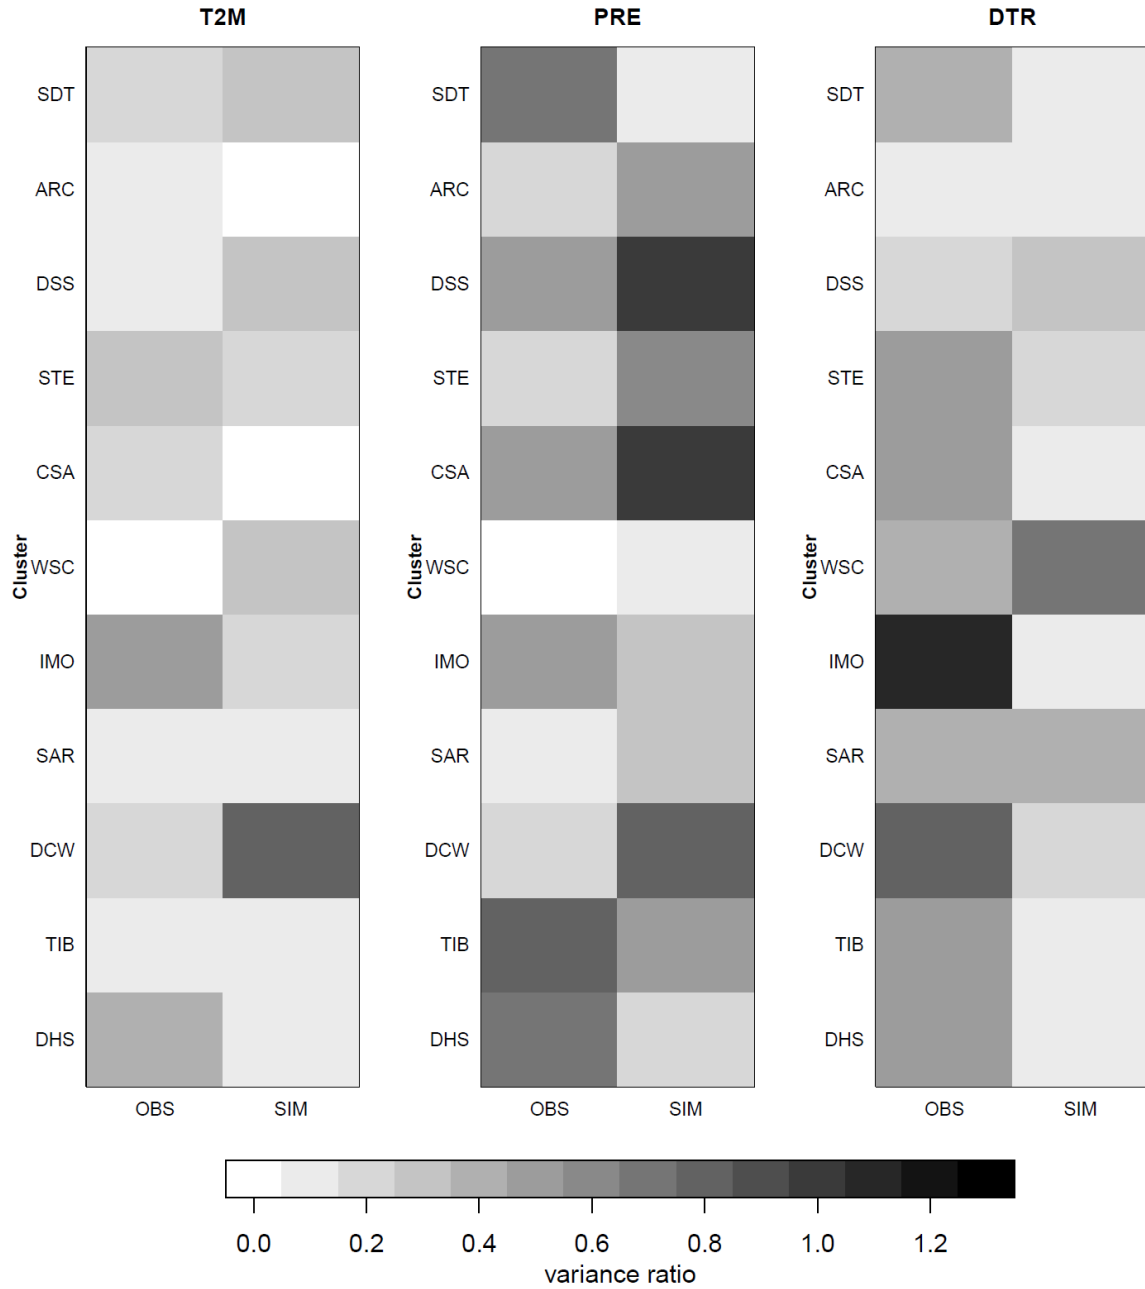 T2M PRE DTR
SDT SDT SDT
ARC ARC ARC
DSS DSS DSS
STE STE STE
CSA CSA CSA
Cluster Cluster Cluster
WSC WSC WSC
IMO IMO IMO
SAR SAR SAR
DCW DCW DCW
TIB TIB TIB
DHS DHS DHS
OBS SIM OBS SIM OBS SIM
0.0 0.2 0.4 0.6 0.8 1.0 1.2
variance ratio